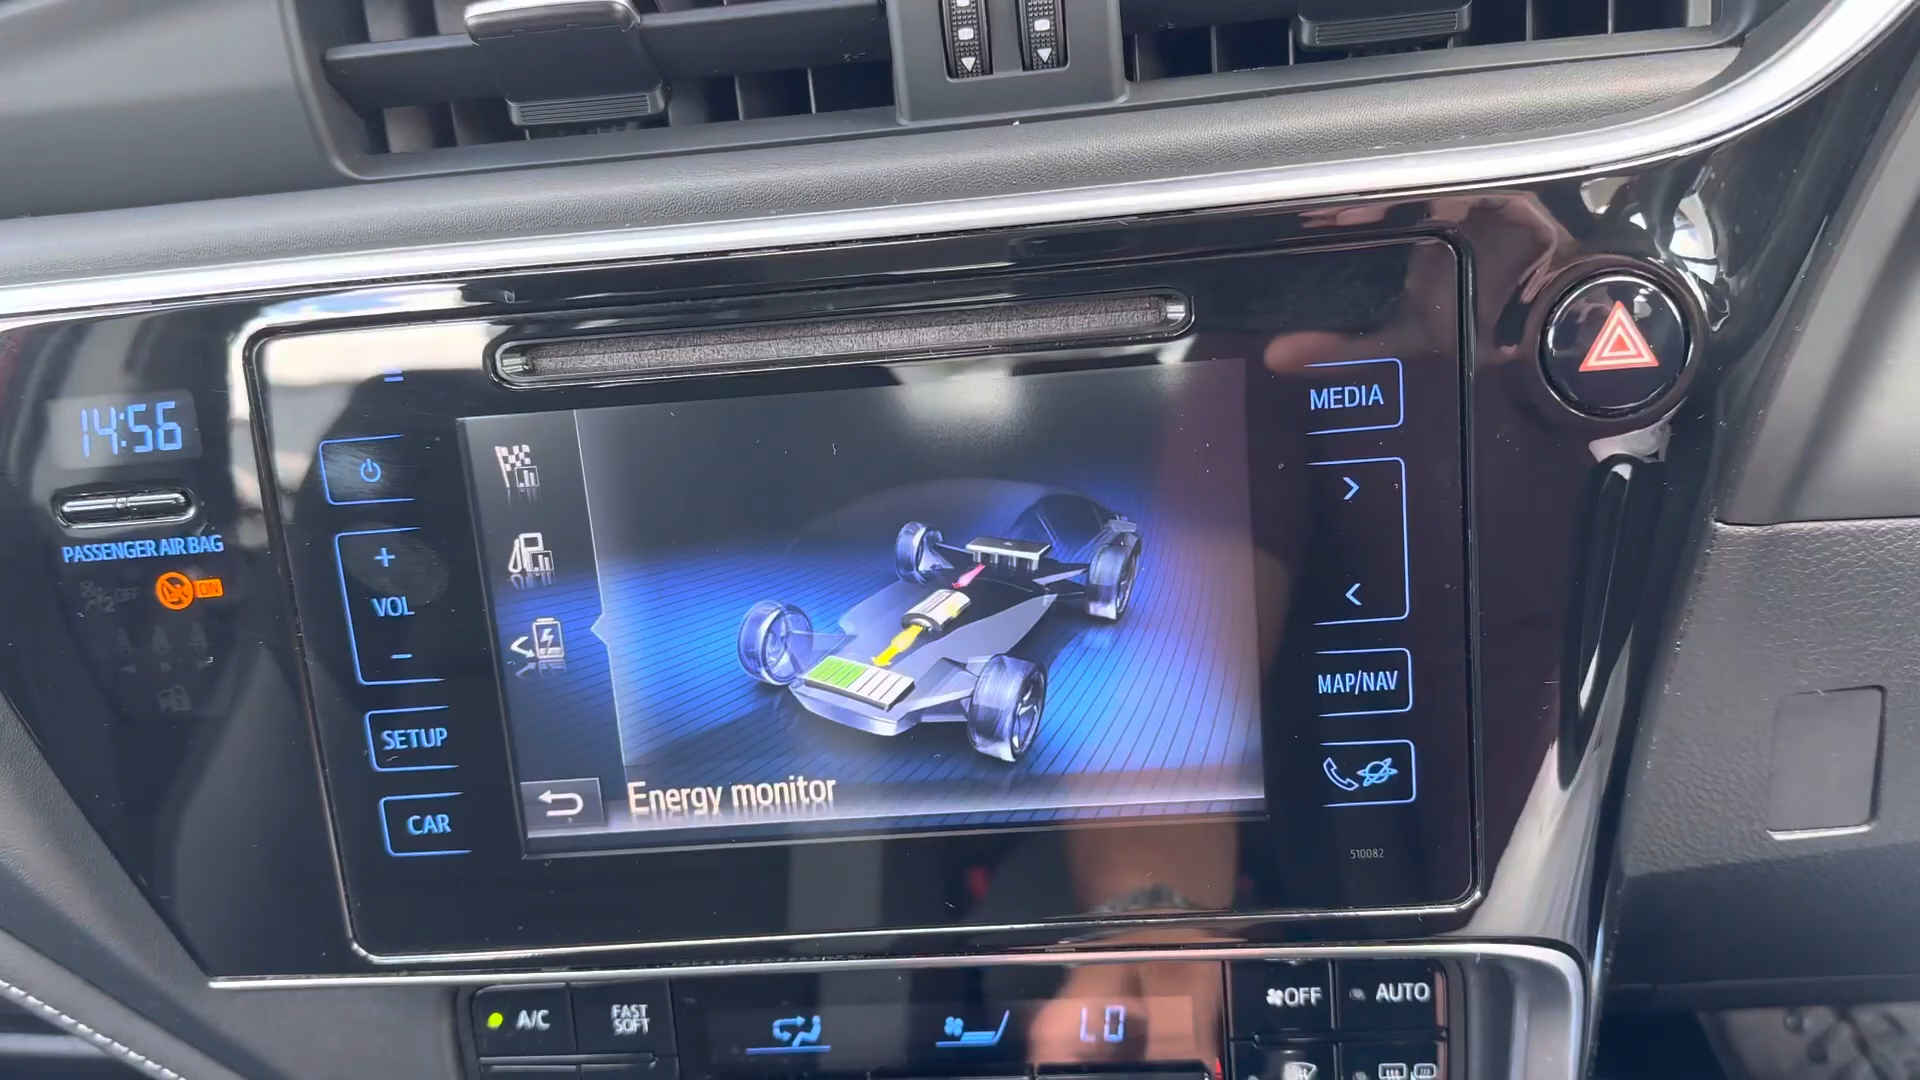 14:56
PASSENGER AIR BAG
OFF
ON
+
VOL
-
SETUP
CAR
Energy monitor
MEDIA
>
<
MAP/NAV
510082
A/C
FAST
SOFT
LO
OFF
AUTO